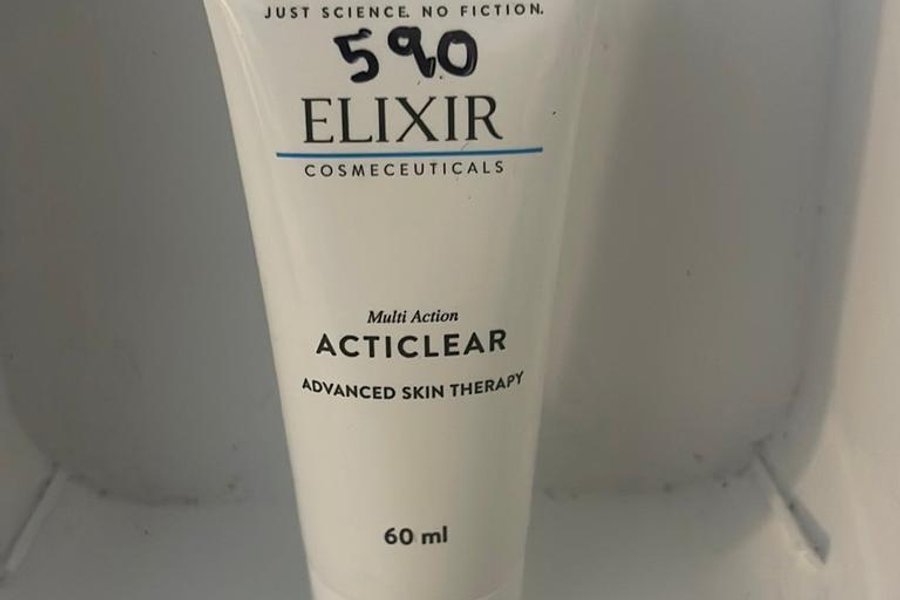 JUST SCIENCE. NO FICTION.
590
ELIXIR
COSMECEUTICALS
Multi Action
ACTICLEAR
ADVANCED SKIN THERAPY
60 ml